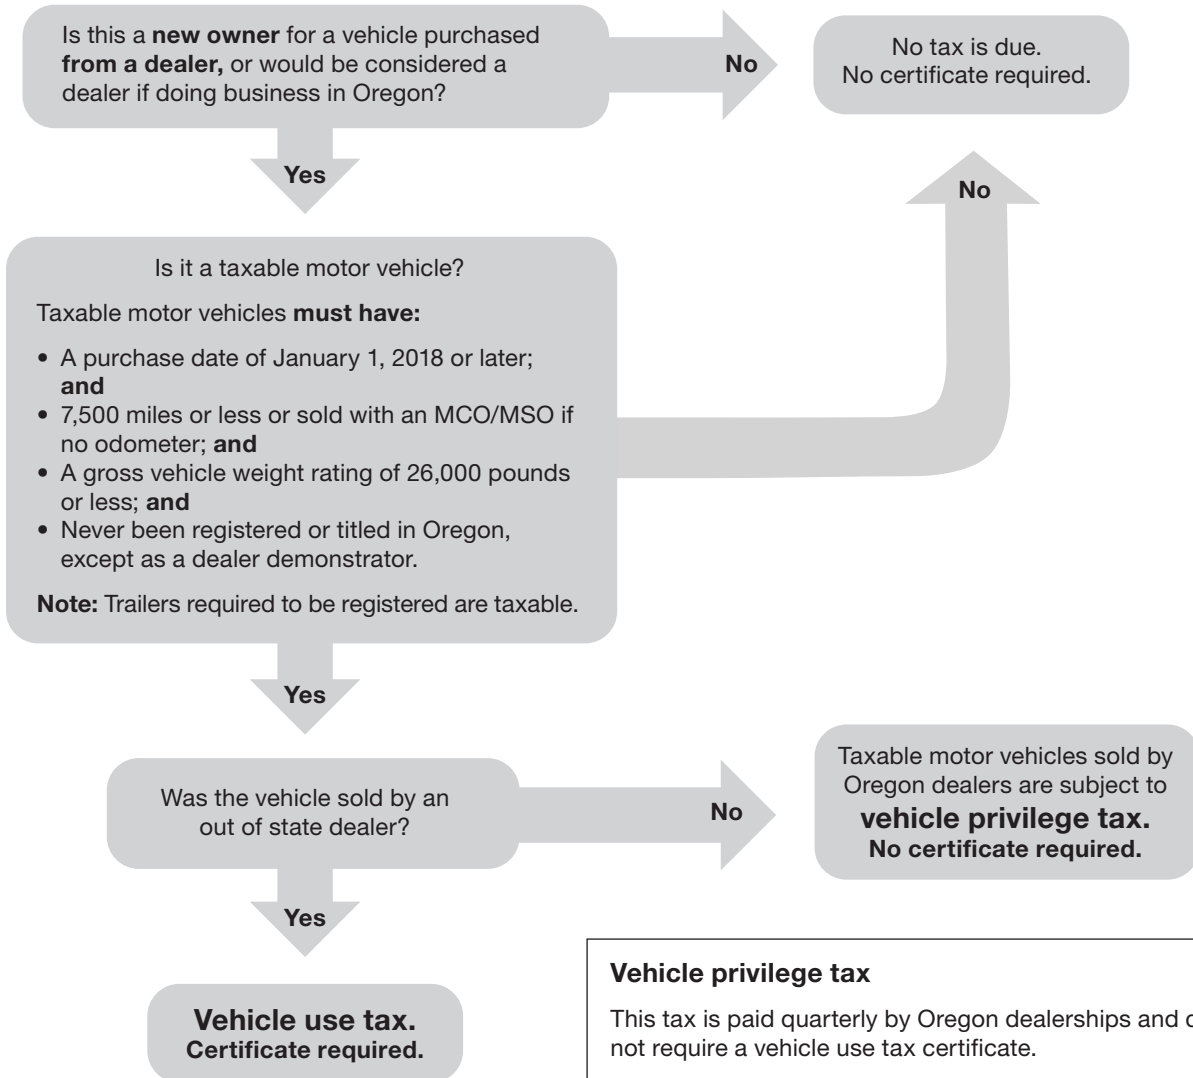 Is this a new owner for a vehicle purchased
from a dealer, or would be considered a
dealer if doing business in Oregon?
No
No tax is due.
No certificate required.
Yes
No
Is it a taxable motor vehicle?
Taxable motor vehicles must have:
• A purchase date of January 1, 2018 or later;
and
• 7,500 miles or less or sold with an MCO/MSO if
no odometer; and
• A gross vehicle weight rating of 26,000 pounds
or less; and
• Never been registered or titled in Oregon,
except as a dealer demonstrator.
Note: Trailers required to be registered are taxable.
Yes
Was the vehicle sold by an
out of state dealer?
No
Taxable motor vehicles sold by
Oregon dealers are subject to
vehicle privilege tax.
No certificate required.
Yes
Vehicle use tax.
Certificate required.
Vehicle privilege tax
This tax is paid quarterly by Oregon dealerships and
not require a vehicle use tax certificate.